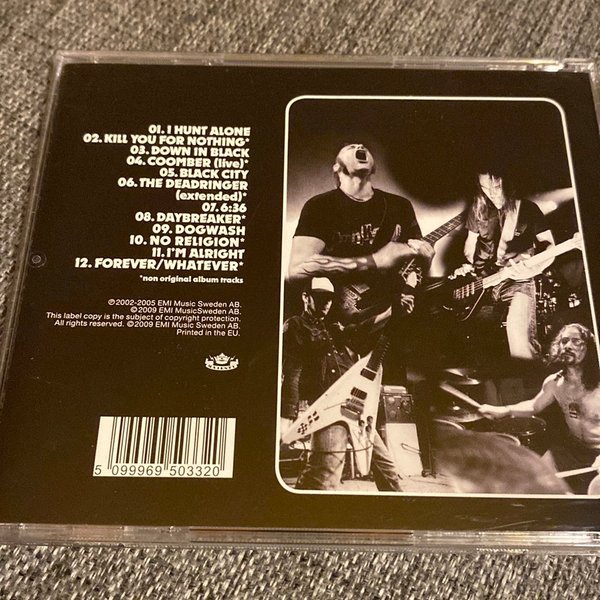 01. I HUNT ALONE
02. KILL YOU FOR NOTHING*
03. DOWN IN BLACK
04. COOMBER (live)*
05. BLACK CITY
06. THE DEADRINGER
(extended)*
07. 6:36
08. DAYBREAKER*
09. DOGWASH
10. NO RELIGION*
11. I'M ALRIGHT
12. FOREVER/WHATEVER*
*non original album tracks
℗2002-2005 EMI Music Sweden AB.
©2009 EMI MusicSweden AB.
This label copy is the subject of copyright protection.
All rights reserved. ©2009 EMI Music Sweden AB.
Printed in the EU.
5 099969 503320